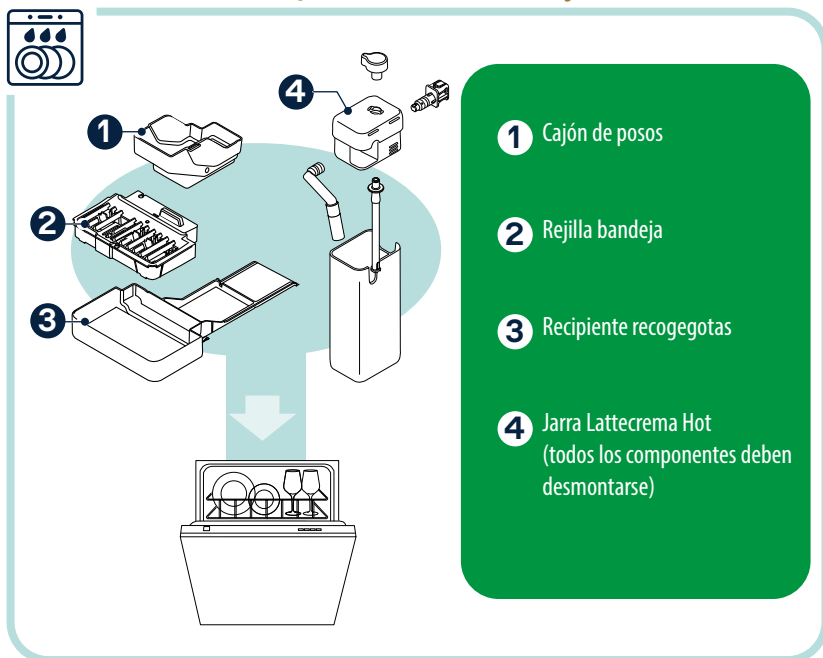 1 Cajón de posos
2 Rejilla bandeja
3 Recipiente recogegotas
4 Jarra Lattecrema Hot
(todos los componentes deben
desmontarse)
1
2
3
4